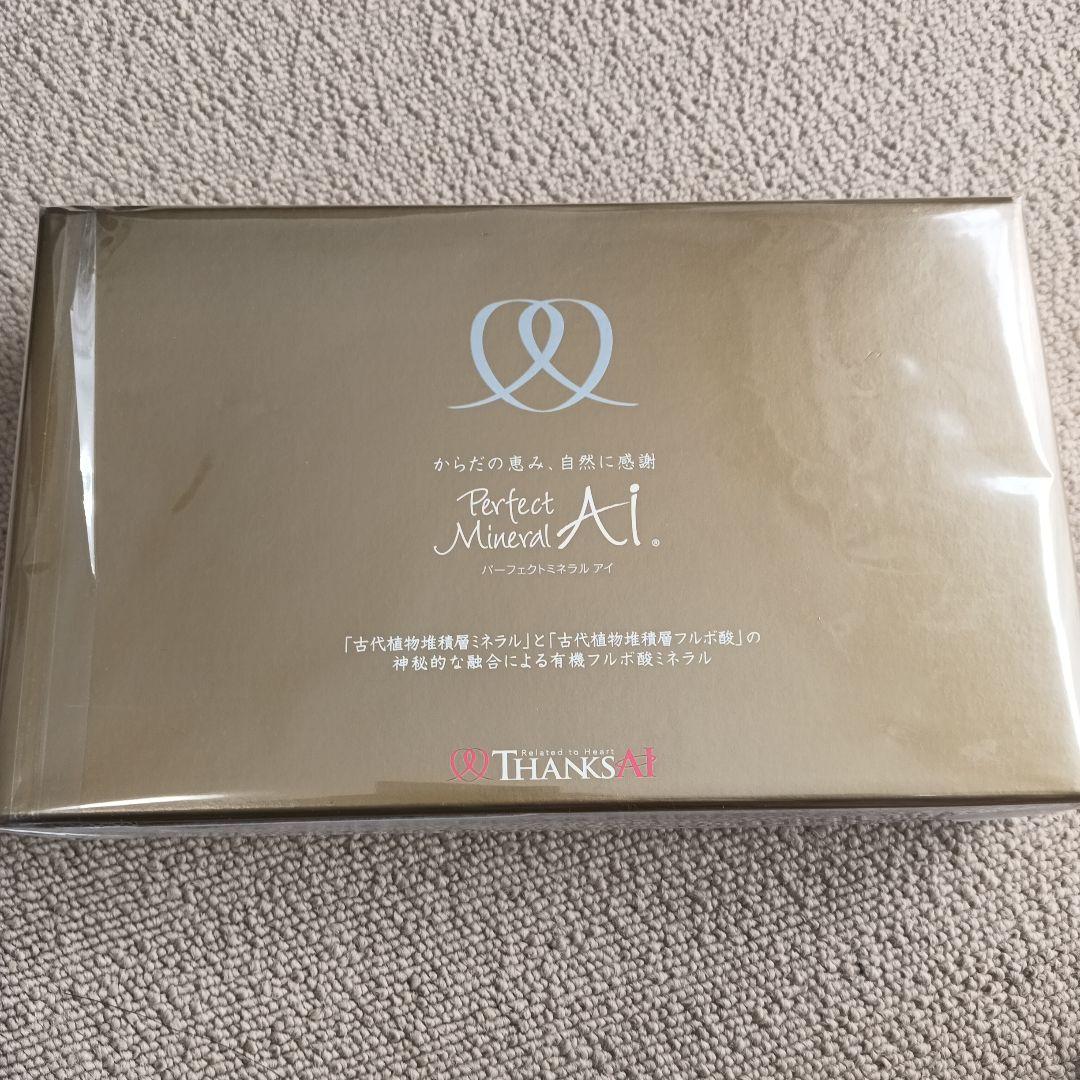 からだの恵み、自然に感謝
Perfect
Mineral Ai®
パーフェクトミネラル アイ
「古代植物堆積層ミネラル」と「古代植物堆積層フルボ酸」の
神秘的な融合による有機フルボ酸ミネラル
Related to Heart
THANKSAI